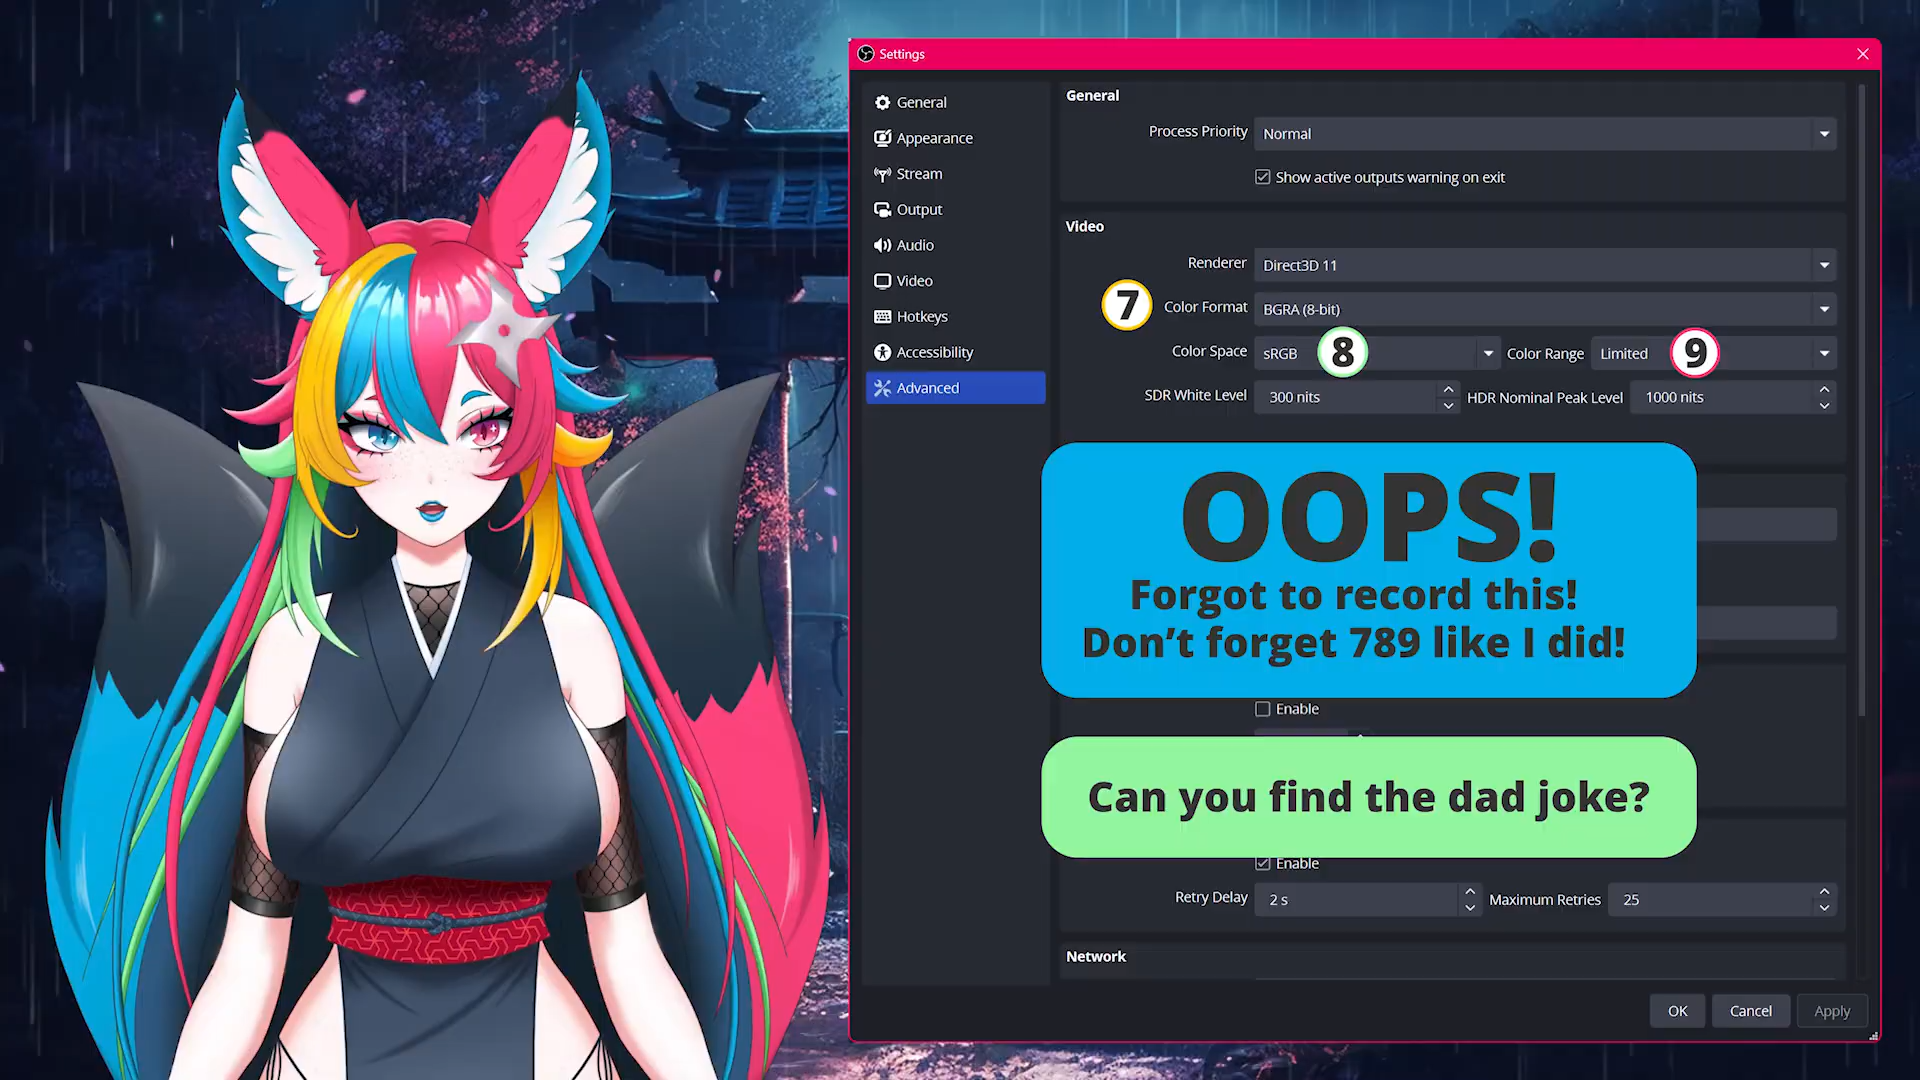 Settings
General
Appearance
Stream
Output
Audio
Video
Hotkeys
Accessibility
Advanced
General
Process Priority Normal
Show active outputs warning on exit
Video
Renderer Direct3D 11
7 Color Format BGRA (8-bit)
Color Space sRGB 8 Color Range Limited 9
SDR White Level 300 nits HDR Nominal Peak Level 1000 nits
OOPS!
Forgot to record this!
Don’t forget 789 like I did!
Enable
Can you find the dad joke?
Enable
Retry Delay 2 s Maximum Retries 25
Network
OK Cancel Apply